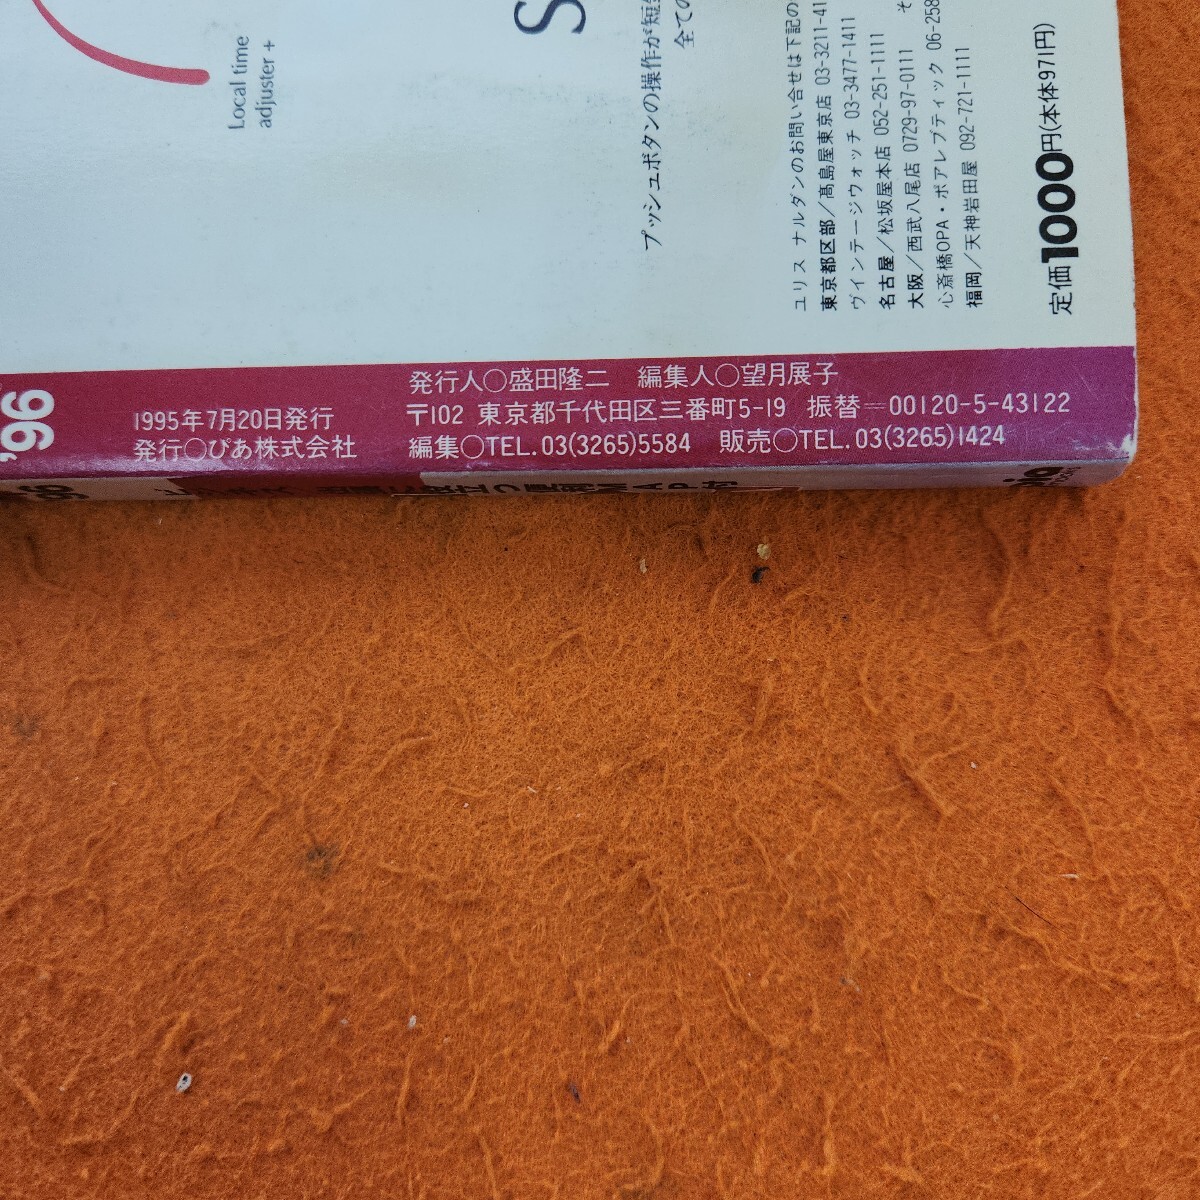 Local time
adjuster +
S
プッシュボタンの操作が短
全ての
ユリス ナルダンのお問い合せは下記の
東京都区部/髙島屋東京店 03-3211-41
ヴィンテージウォッチ 03-3477-1411
名古屋/松坂屋本店 052-251-1111
大阪/西武八尾店 0729-97-0111 そ
心斎橋OPA・ボアレブティック 06-258
福岡/天神岩田屋 092-721-1111
定価1000円(本体971円)
'96
1995年7月20日発行
発行○ぴあ株式会社
発行人○盛田隆二 編集人○望月展子
〒102 東京都千代田区三番町5-19 振替=00120-5-43122
編集○TEL.03(3265)5584 販売○TEL.03(3265)1424
96
pia